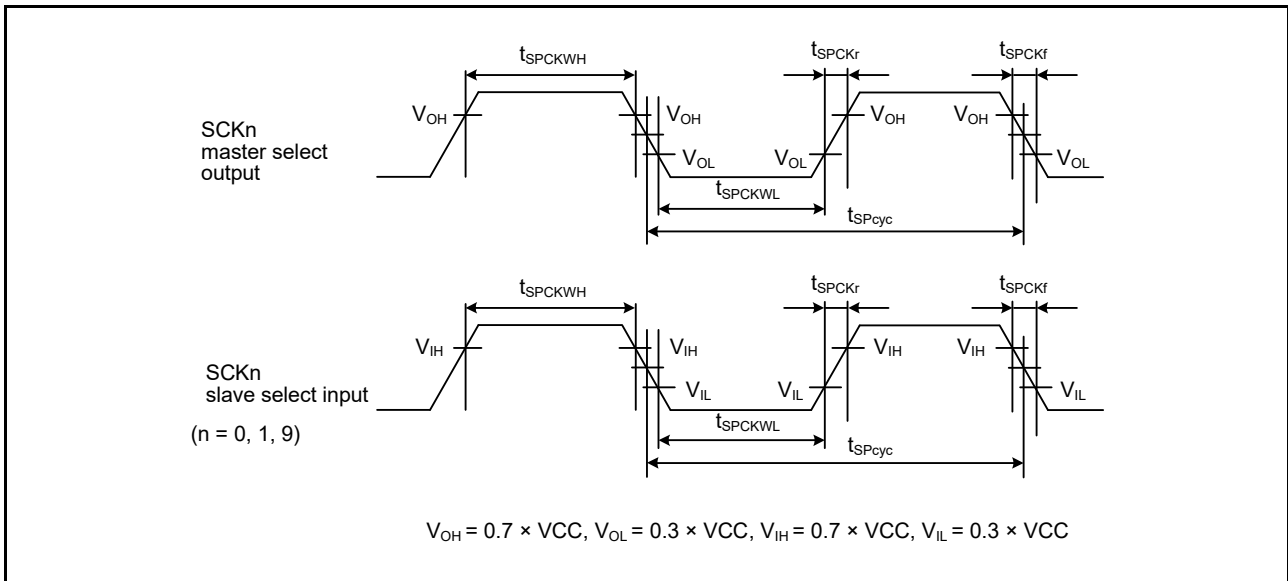 tSPCKWH
tSPCKr
tSPCKf
VOH
VOH
VOH
VOH
SCKn
master select
output
VOL
VOL
VOL
tSPCKWL
tSPcyc
tSPCKWH
tSPCKr
tSPCKf
VIH
VIH
VIH
VIH
SCKn
slave select input
VIL
VIL
VIL
(n = 0, 1, 9)
tSPCKWL
tSPcyc
VOH = 0.7 × VCC, VOL = 0.3 × VCC, VIH = 0.7 × VCC, VIL = 0.3 × VCC